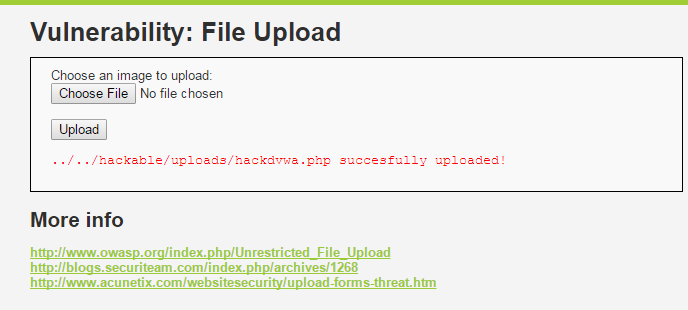 Vulnerability: File Upload
Choose an image to upload:
Choose File No file chosen
Upload
../../hackable/uploads/hackdvwa.php succesfully uploaded!
More info
http://www.owasp.org/index.php/Unrestricted_File_Upload
http://blogs.securiteam.com/index.php/archives/1268
http://www.acunetix.com/websitesecurity/upload-forms-threat.htm